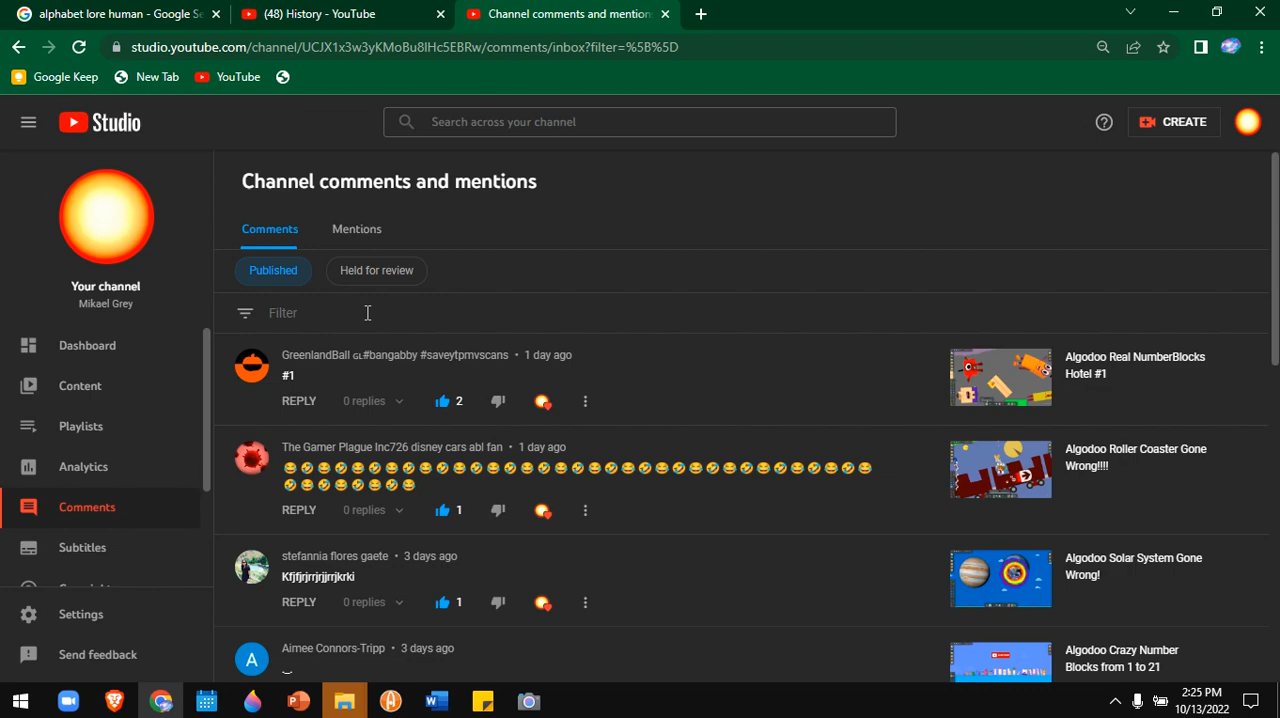 alphabet lore human - Google Se
(48) History - YouTube
Channel comments and mention
studio.youtube.com/channel/UCJX1x3w3yKMoBu8lHc5EBRw/comments/inbox?filter=%5B%5D
Google Keep
New Tab
YouTube
Studio
Search across your channel
CREATE
Your channel
Mikael Grey
Dashboard
Content
Playlists
Analytics
Comments
Subtitles
Settings
Send feedback
Channel comments and mentions
Comments
Mentions
Published
Held for review
Filter
GreenlandBall ɢʟ#bangabby #saveytpmvscans • 1 day ago
#1
REPLY
0 replies
2
Algodoo Real NumberBlocks
Hotel #1
The Gamer Plague Inc726 disney cars abl fan • 1 day ago
😂🤣😂🤣😂🤣😂🤣😂🤣😂🤣😂🤣😂🤣😂🤣😂🤣😂🤣😂🤣😂🤣😂🤣😂🤣😂🤣😂🤣😂
🤣😂🤣😂🤣😂🤣😂
REPLY
0 replies
1
Algodoo Roller Coaster Gone
Wrong!!!!
stefannia flores gaete • 3 days ago
Kfjfjrjrrjrjjrrjkrki
REPLY
0 replies
1
Algodoo Solar System Gone
Wrong!
A
Aimee Connors-Tripp • 3 days ago
Algodoo Crazy Number
Blocks from 1 to 21
2:25 PM
10/13/2022